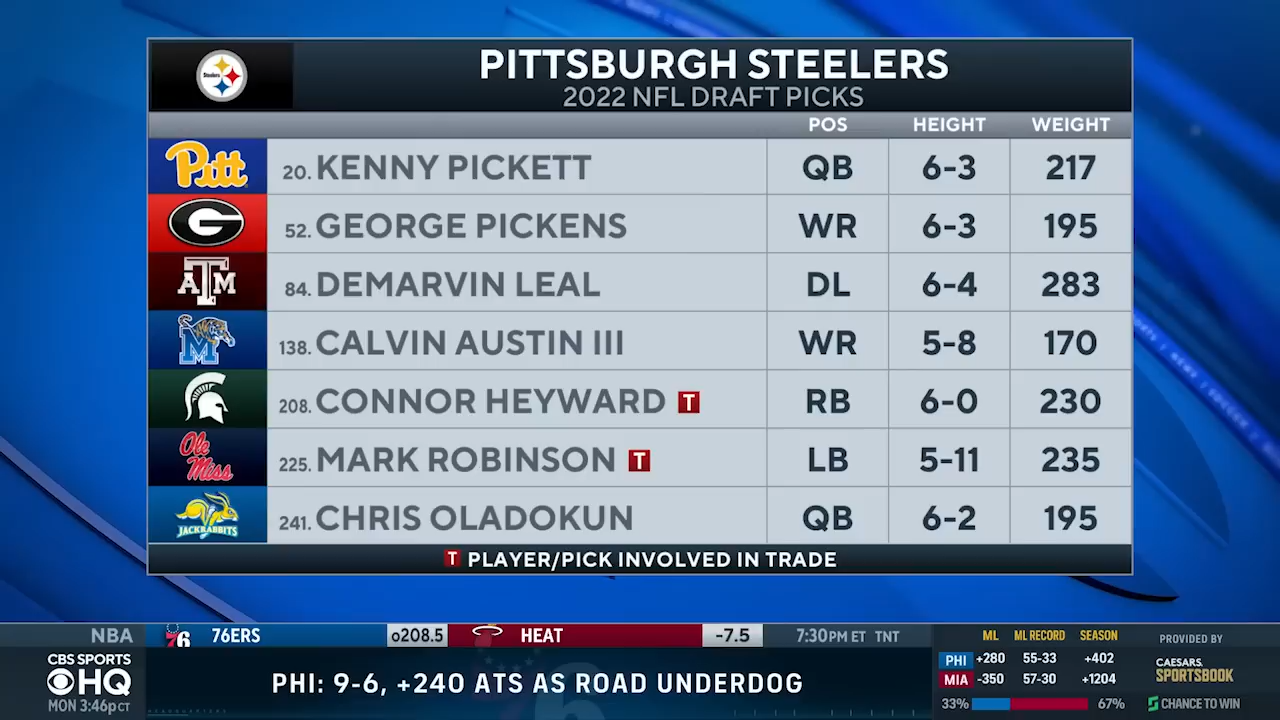 Steelers
PITTSBURGH STEELERS
2022 NFL DRAFT PICKS
POS HEIGHT WEIGHT
Pitt 20. KENNY PICKETT QB 6-3 217
G 52. GEORGE PICKENS WR 6-3 195
ATM 84. DEMARVIN LEAL DL 6-4 283
M 138. CALVIN AUSTIN III WR 5-8 170
208. CONNOR HEYWARD T RB 6-0 230
Ole Miss 225. MARK ROBINSON T LB 5-11 235
JACKRABBITS 241. CHRIS OLADOKUN QB 6-2 195
T PLAYER/PICK INVOLVED IN TRADE
NBA 76 76ERS o208.5 HEAT -7.5 7:30PM ET TNT
CBS SPORTS HQ
MON 3:46P CT
PHI: 9-6, +240 ATS AS ROAD UNDERDOG
ML ML RECORD SEASON
PHI +280 55-33 +402
MIA -350 57-30 +1204
33% 67%
PROVIDED BY
CAESARS
SPORTSBOOK
CHANCE TO WIN